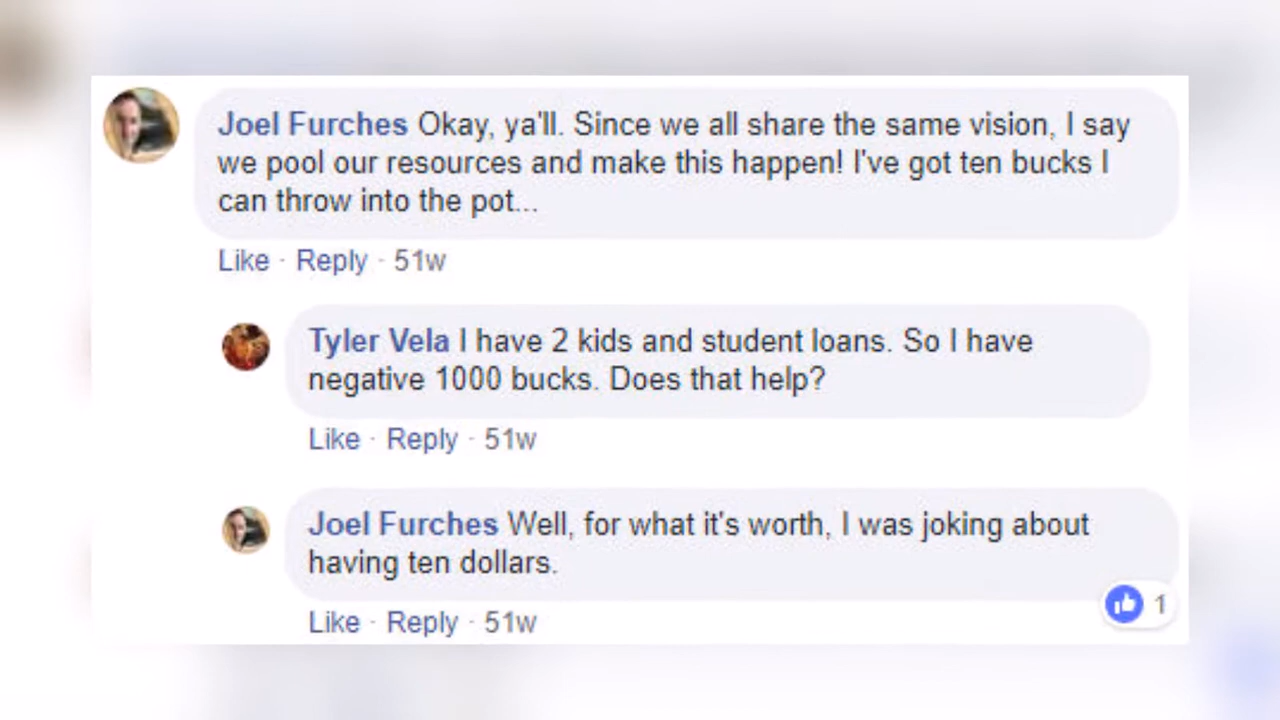 Joel Furches Okay, ya'll. Since we all share the same vision, I say
we pool our resources and make this happen! I've got ten bucks I
can throw into the pot...
Like · Reply · 51w
Tyler Vela I have 2 kids and student loans. So I have
negative 1000 bucks. Does that help?
Like · Reply · 51w
Joel Furches Well, for what it's worth, I was joking about
having ten dollars.
1
Like · Reply · 51w